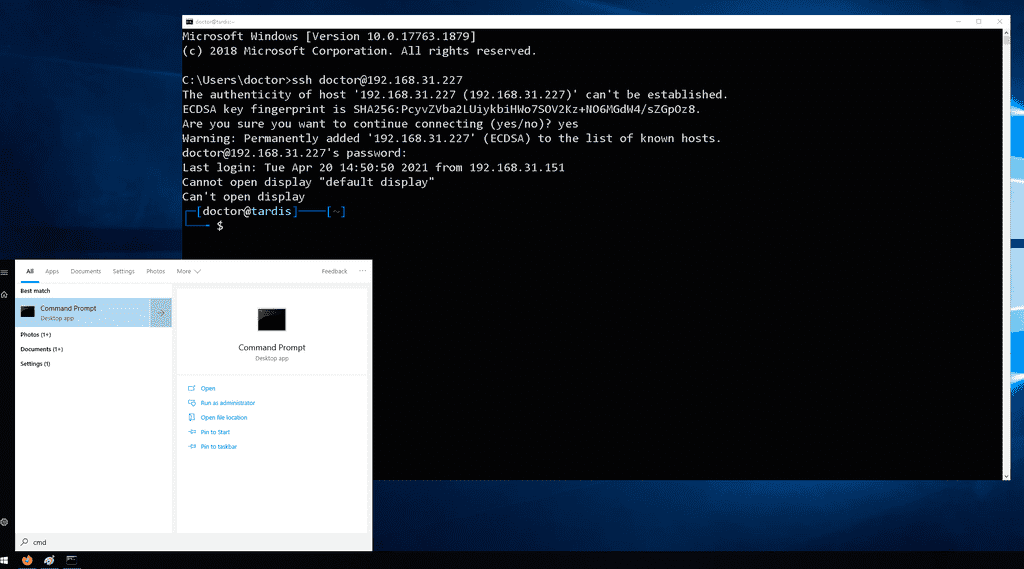 doctor@tardis:~
Microsoft Windows [Version 10.0.17763.1879]
(c) 2018 Microsoft Corporation. All rights reserved.
C:\Users\doctor>ssh doctor@192.168.31.227
The authenticity of host '192.168.31.227 (192.168.31.227)' can't be established.
ECDSA key fingerprint is SHA256:PcyvZVba2LUiykbiHWo7SOV2Kz+NO6MGdW4/sZGpOz8.
Are you sure you want to continue connecting (yes/no)? yes
Warning: Permanently added '192.168.31.227' (ECDSA) to the list of known hosts.
doctor@192.168.31.227's password:
Last login: Tue Apr 20 14:50:50 2021 from 192.168.31.151
Cannot open display "default display"
Can't open display
┌─[doctor@tardis]───[~]
└──╼ $
All Apps Documents Settings Photos More Feedback ...
Best match
Command Prompt
Desktop app
Photos (1+)
Documents (1+)
Settings (1)
Command Prompt
Desktop app
Open
Run as administrator
Open file location
Pin to Start
Pin to taskbar
cmd